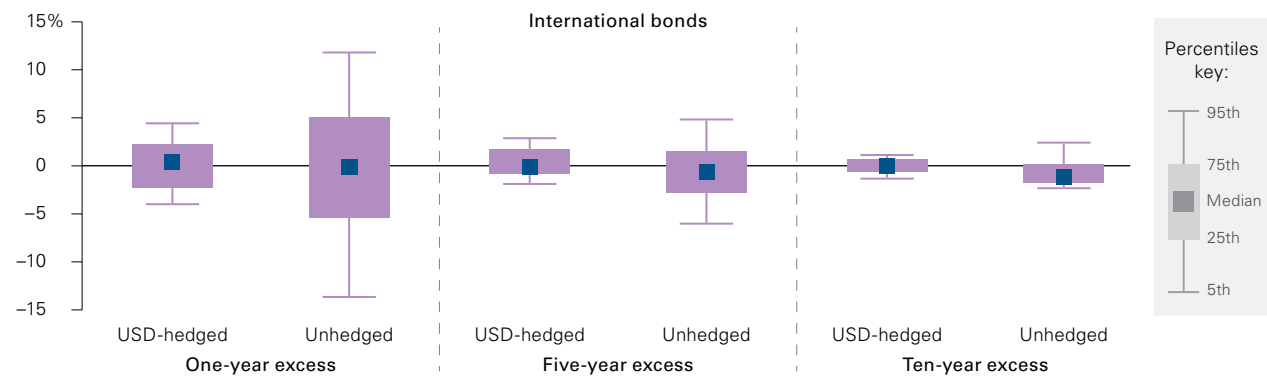 International bonds
15%
10
5
0
–5
–10
–15
USD-hedged
Unhedged
USD-hedged
Unhedged
USD-hedged
Unhedged
One-year excess
Five-year excess
Ten-year excess
Percentiles
key:
95th
75th
Median
25th
5th